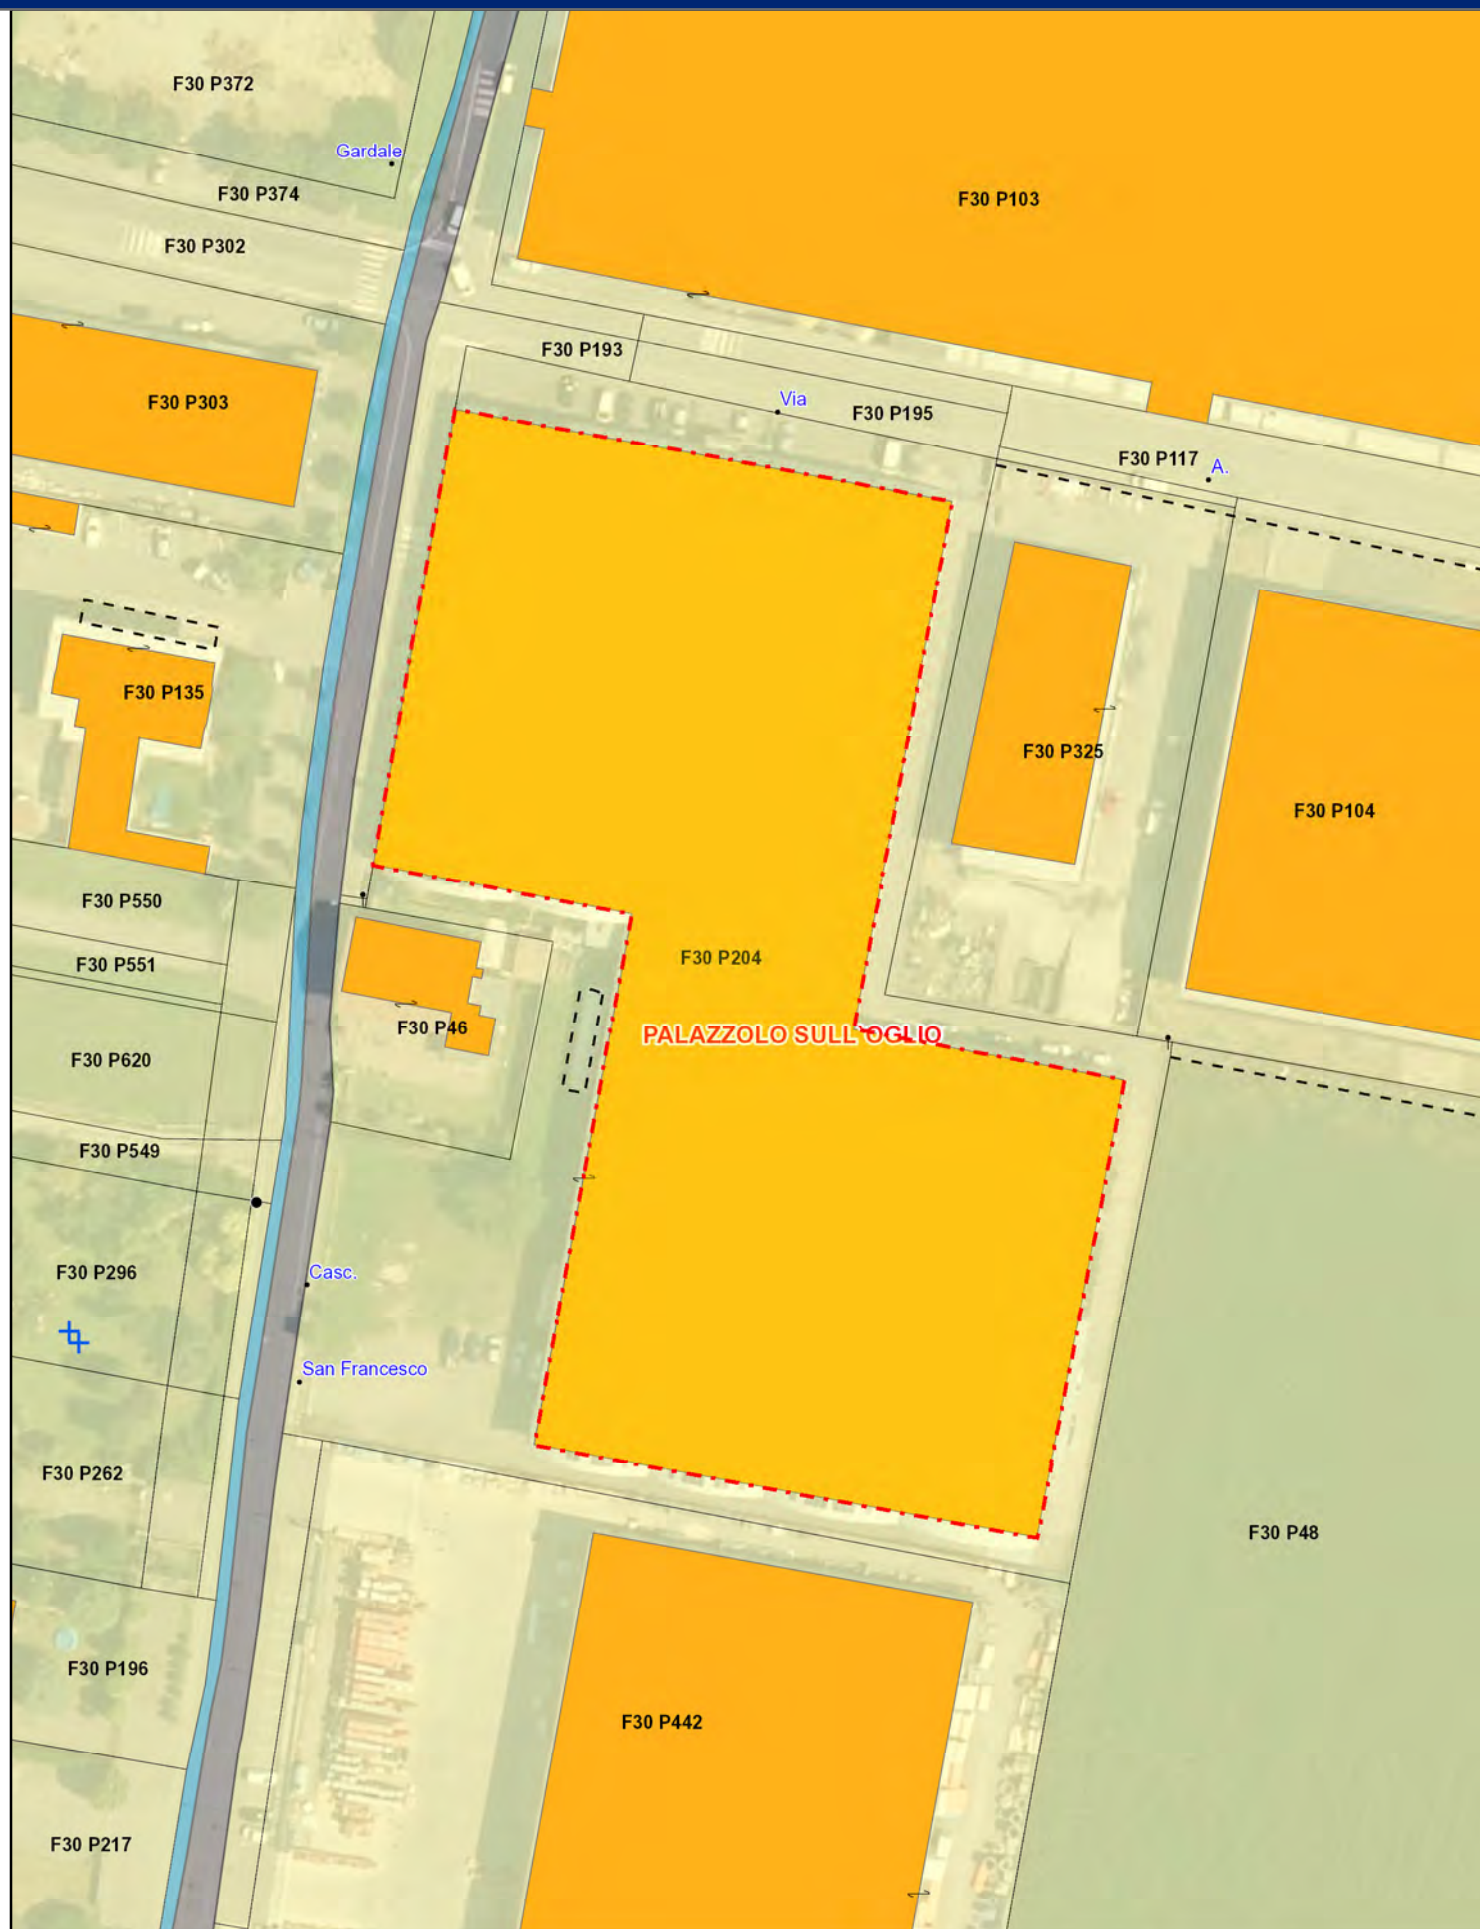 F30 P372
Gardale
F30 P374
F30 P103
F30 P302
F30 P193
Via
F30 P303
F30 P195
F30 P117
A.
F30 P135
F30 P325
F30 P104
F30 P550
F30 P204
F30 P551
F30 P46
PALAZZOLO SULL`OGLIO
F30 P620
F30 P549
F30 P296
Casc.
San Francesco
F30 P262
F30 P48
F30 P196
F30 P442
F30 P217